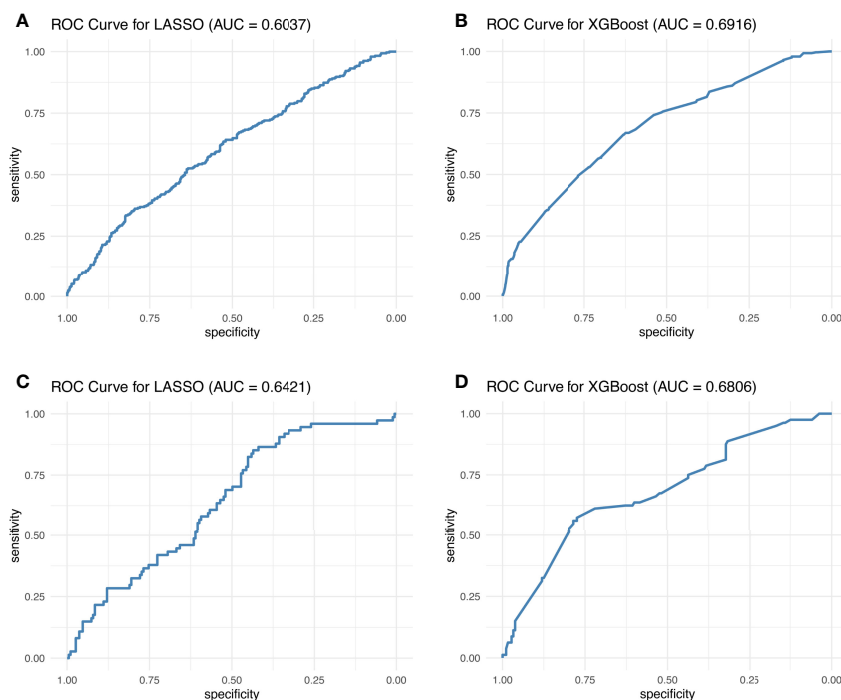 A ROC Curve for LASSO (AUC = 0.6037)
1.00
0.75
0.50
0.25
0.00
sensitivity
1.00 0.75 0.50 0.25 0.00
specificity
B ROC Curve for XGBoost (AUC = 0.6916)
1.00
0.75
0.50
0.25
0.00
sensitivity
1.00 0.75 0.50 0.25 0.00
specificity
C ROC Curve for LASSO (AUC = 0.6421)
1.00
0.75
0.50
0.25
0.00
sensitivity
1.00 0.75 0.50 0.25 0.00
specificity
D ROC Curve for XGBoost (AUC = 0.6806)
1.00
0.75
0.50
0.25
0.00
sensitivity
1.00 0.75 0.50 0.25 0.00
specificity